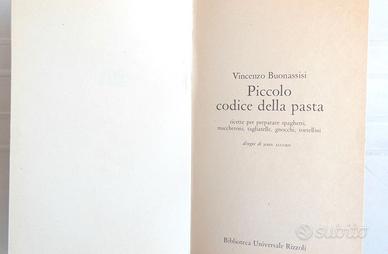 Vincenzo Buonassisi
Piccolo
codice della pasta
ricette per preparare spaghetti,
maccheroni, tagliatelle, gnocchi, tortellini
disegni di
Biblioteca Universale Rizzoli
subito